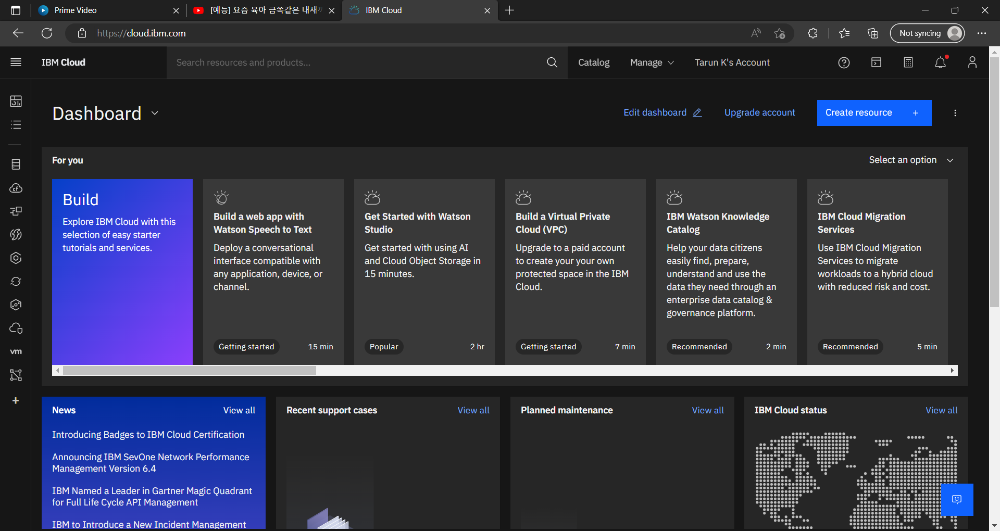 Prime Video
[예능] 요즘 육아 금쪽같은 내새끼
IBM Cloud
https://cloud.ibm.com
Not syncing
IBM Cloud
Search resources and products...
Catalog
Manage
Tarun K's Account
Dashboard
Edit dashboard
Upgrade account
Create resource +
For you
Select an option
Build
Explore IBM Cloud with this
selection of easy starter
tutorials and services.
Build a web app with
Watson Speech to Text
Deploy a conversational
interface compatible with
any application, device, or
channel.
Getting started
15 min
Get Started with Watson
Studio
Get started with using AI
and Cloud Object Storage in
15 minutes.
Popular
2 hr
Build a Virtual Private
Cloud (VPC)
Upgrade to a paid account
to create your your own
protected space in the IBM
Cloud.
Getting started
7 min
IBM Watson Knowledge
Catalog
Help your data citizens
easily find, prepare,
understand and use the
data they need through an
enterprise data catalog &
governance platform.
Recommended
2 min
IBM Cloud Migration
Services
Use IBM Cloud Migration
Services to migrate
workloads to a hybrid cloud
with reduced risk and cost.
Recommended
5 min
cf
vm
News
View all
Introducing Badges to IBM Cloud Certification
Announcing IBM SevOne Network Performance
Management Version 6.4
IBM Named a Leader in Gartner Magic Quadrant
for Full Life Cycle API Management
IBM to Introduce a New Incident Management
Recent support cases
View all
Planned maintenance
View all
IBM Cloud status
View all